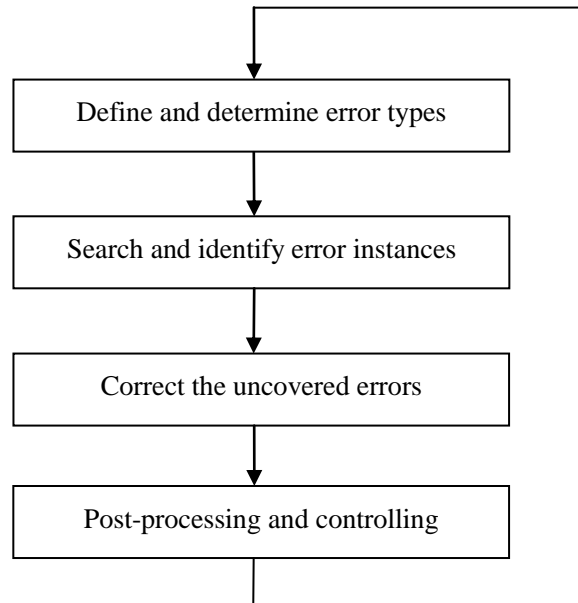 Define and determine error types
Search and identify error instances
Correct the uncovered errors
Post-processing and controlling